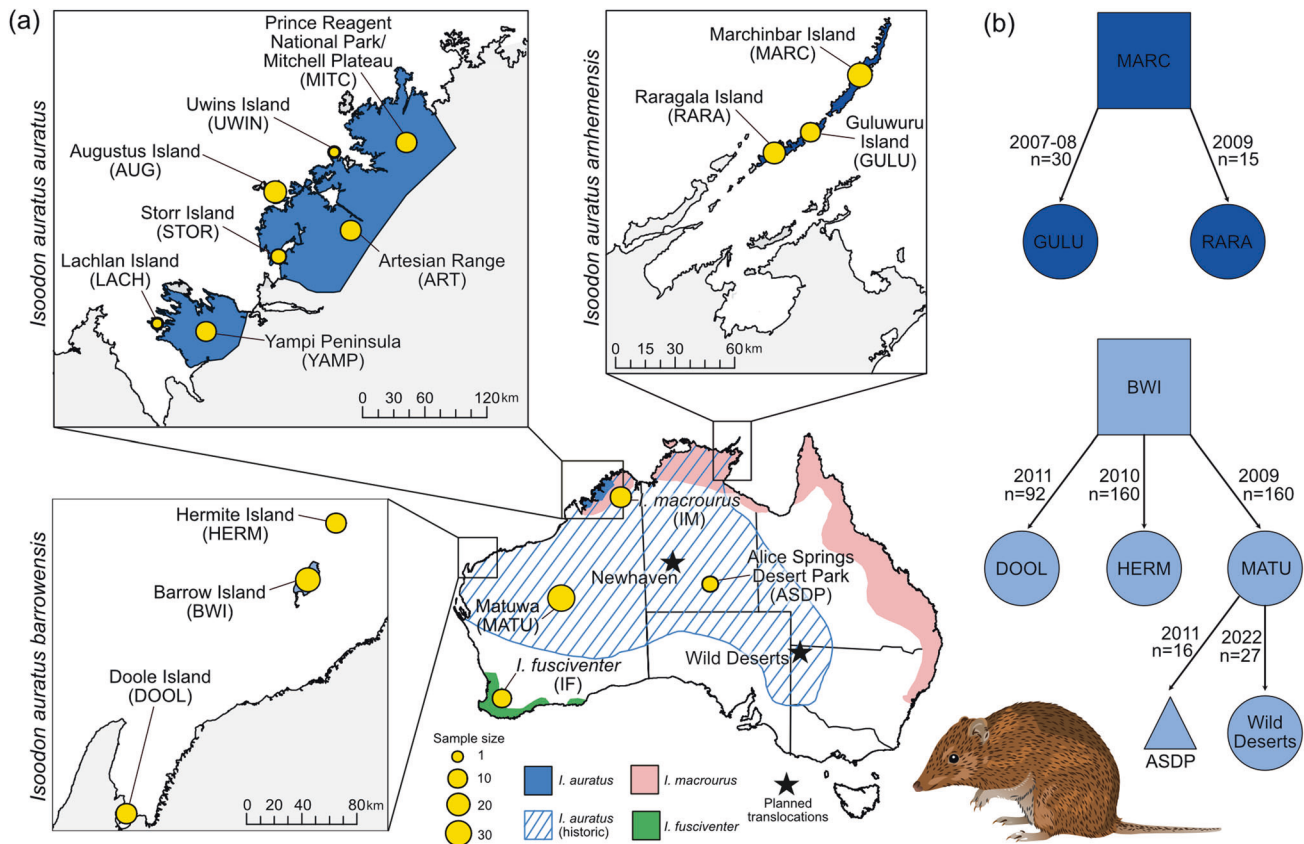 (a)
Isoodon auratus auratus
Prince Reagent
National Park/
Mitchell Plateau
(MITC)
Uwins Island
(UWIN)
Augustus Island
(AUG)
Storr Island
(STOR)
Lachlan Island
(LACH)
Artesian Range
(ART)
Yampi Peninsula
(YAMP)
0 30 60 120 km
Isoodon auratus arnhemensis
Marchinbar Island
(MARC)
Raragala Island
(RARA)
Guluwuru
Island
(GULU)
0 15 30 60 km
Isoodon auratus barrowensis
Hermite Island
(HERM)
Barrow Island
(BWI)
Doole Island
(DOOL)
0 20 40 80 km
I. macrourus
(IM)
Newhaven
Alice Springs
Desert Park
(ASDP)
Matuwa
(MATU)
Wild Deserts
I. fusciventer
(IF)
Sample size
1
10
20
30
I. auratus
I. auratus
(historic)
I. macrourus
I. fusciventer
Planned
translocations
(b)
MARC
2007-08
n=30
2009
n=15
GULU
RARA
BWI
2011
n=92
2010
n=160
2009
n=160
DOOL
HERM
MATU
2011
n=16
2022
n=27
ASDP
Wild
Deserts